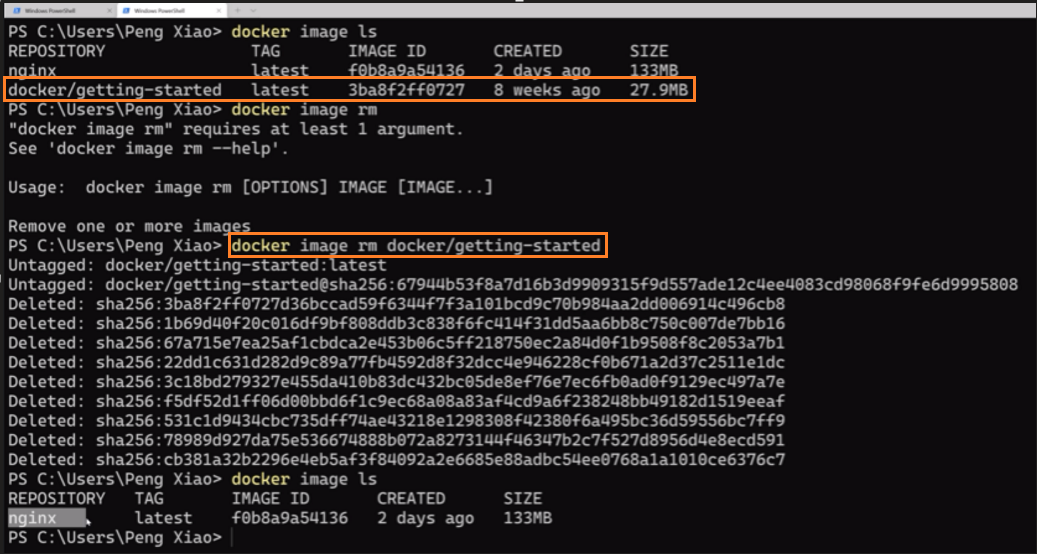 Windows PowerShell
Windows PowerShell
PS C:\Users\Peng Xiao> docker image ls
REPOSITORY TAG IMAGE ID CREATED SIZE
nginx latest f0b8a9a54136 2 days ago 133MB
docker/getting-started latest 3ba8f2ff0727 8 weeks ago 27.9MB
PS C:\Users\Peng Xiao> docker image rm
"docker image rm" requires at least 1 argument.
See 'docker image rm --help'.
Usage: docker image rm [OPTIONS] IMAGE [IMAGE...]
Remove one or more images
PS C:\Users\Peng Xiao> docker image rm docker/getting-started
Untagged: docker/getting-started:latest
Untagged: docker/getting-started@sha256:67944b53f8a7d16b3d9909315f9d557ade12c4ee4083cd98068f9fe6d9995808
Deleted: sha256:3ba8f2ff0727d36bccad59f6344f7f3a101bcd9c70b984aa2dd006914c496cb8
Deleted: sha256:1b69d40f20c016df9bf808ddb3c838f6fc414f31dd5aa6bb8c750c007de7bb16
Deleted: sha256:67a715e7ea25af1cbdca2e453b06c5ff218750ec2a84d0f1b9508f8c2053a7b1
Deleted: sha256:22dd1c631d282d9c89a77fb4592d8f32dcc4e946228cf0b671a2d37c2511e1dc
Deleted: sha256:3c18bd279327e455da410b83dc432bc05de8ef76e7ec6fb0ad0f9129ec497a7e
Deleted: sha256:f5df52d1ff06d00bbd6f1c9ec68a08a83af4cd9a6f238248bb49182d1519eeaf
Deleted: sha256:531c1d9434cbc735dff74ae43218e1298308f42380f6a495bc36d59556bc7ff9
Deleted: sha256:78989d927da75e536674888b072a8273144f46347b2c7f527d8956d4e8ecd591
Deleted: sha256:cb381a32b2296e4eb5af3f84092a2e6685e88adbc54ee0768a1a1010ce6376c7
PS C:\Users\Peng Xiao> docker image ls
REPOSITORY TAG IMAGE ID CREATED SIZE
nginx latest f0b8a9a54136 2 days ago 133MB
PS C:\Users\Peng Xiao>